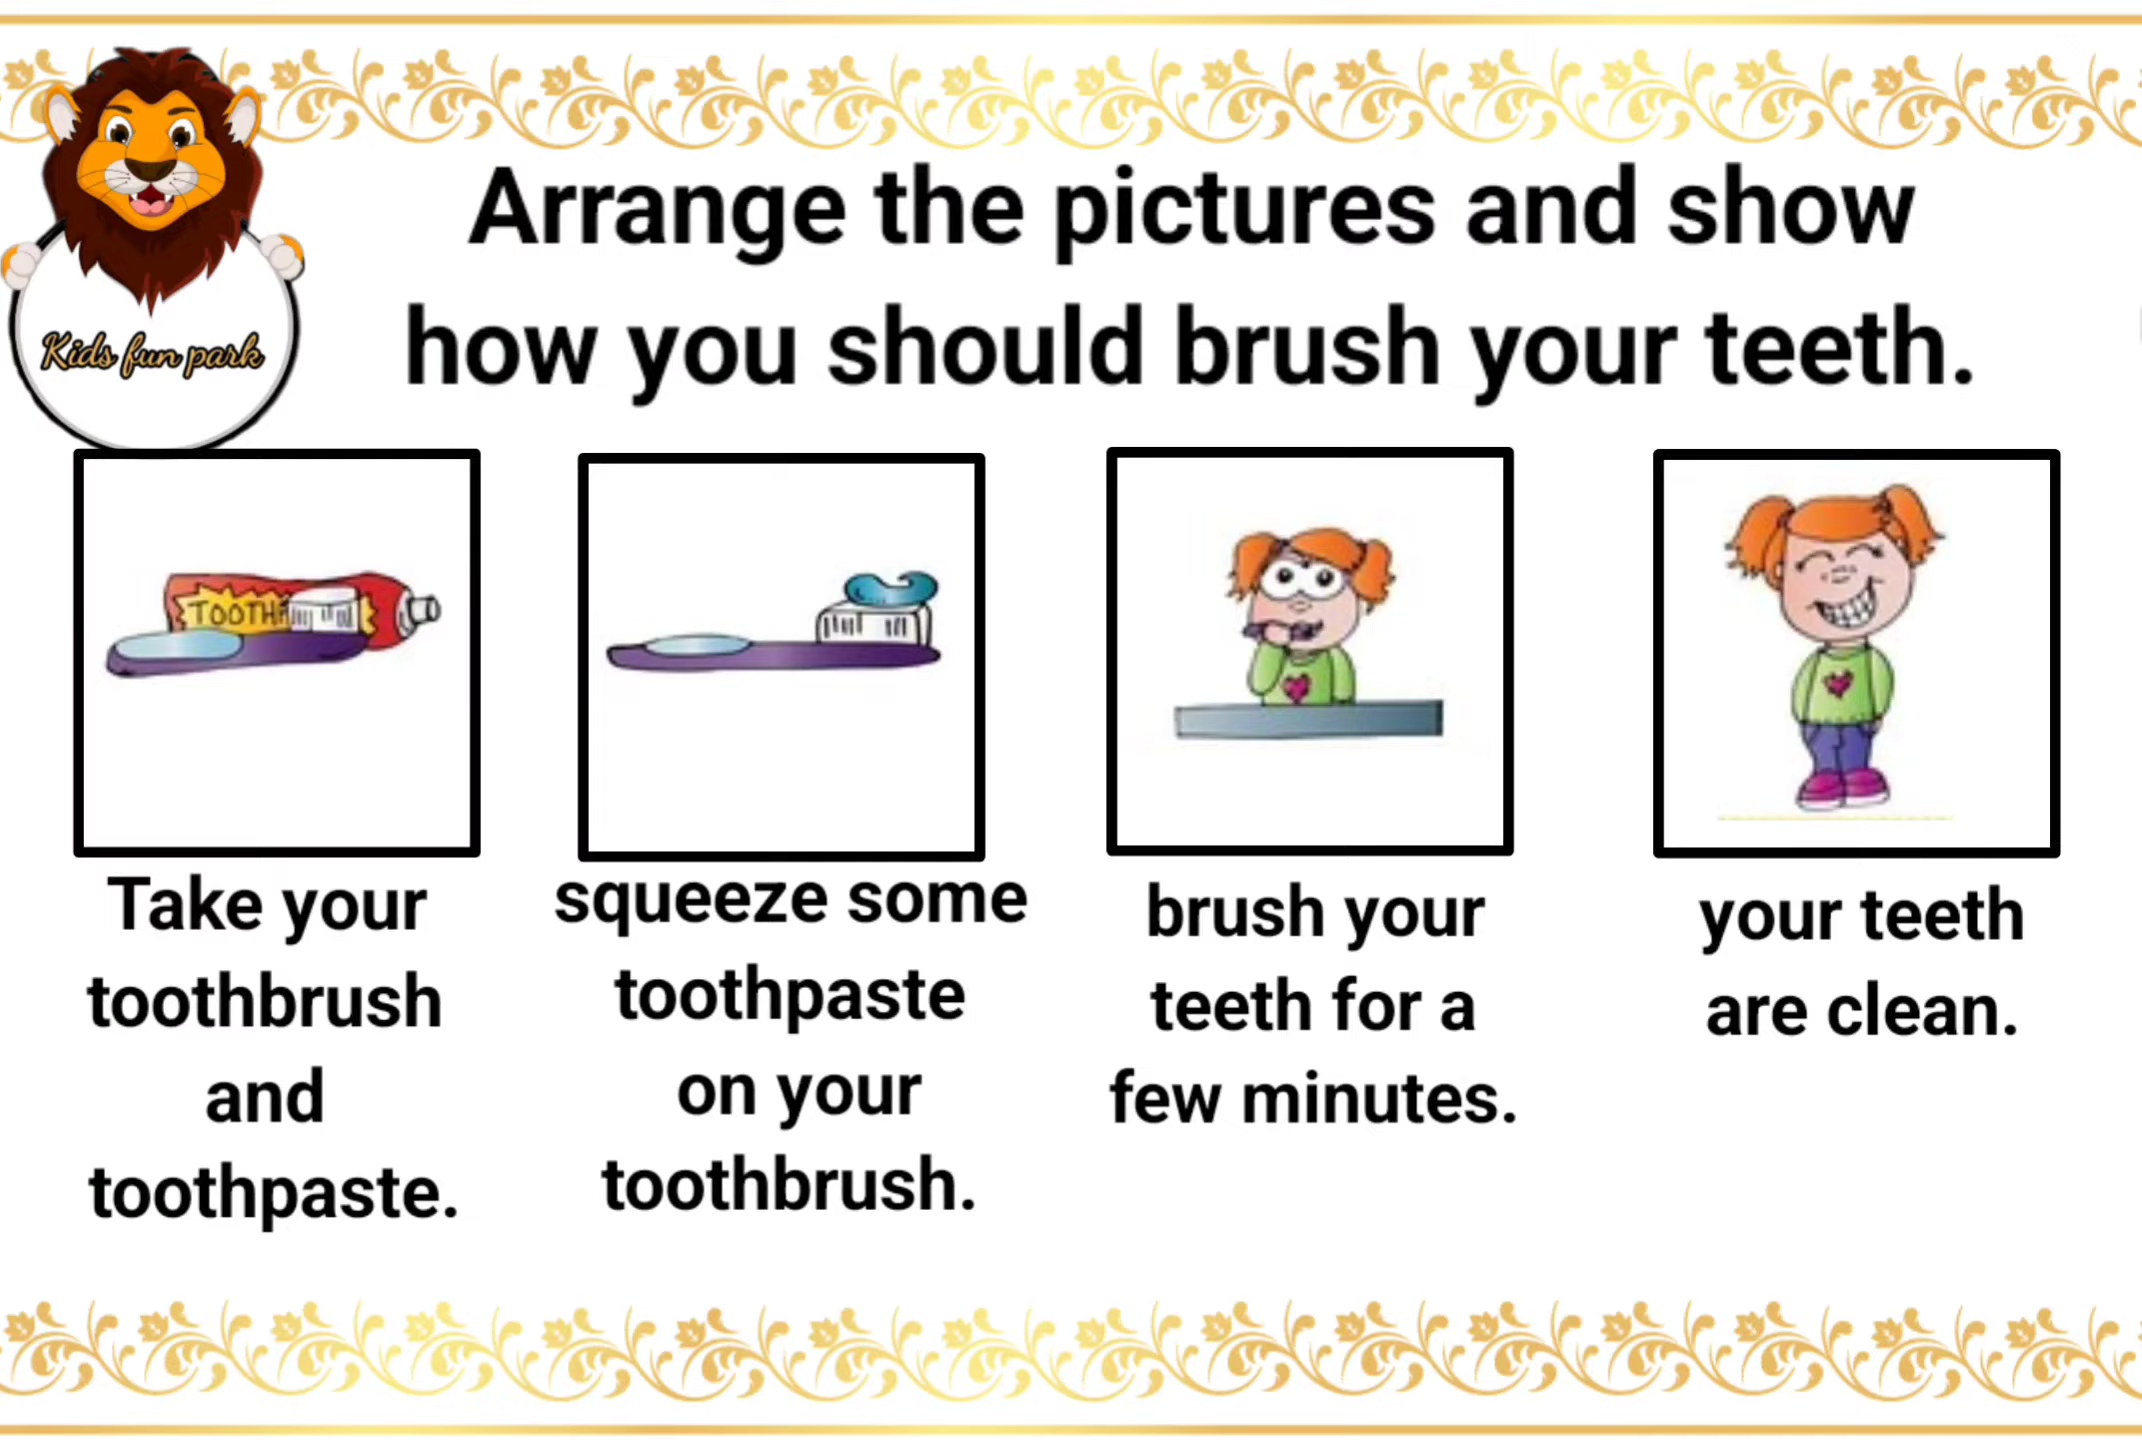 Arrange the pictures and show
how you should brush your teeth.
Kids fun park
Take your
toothbrush
and
toothpaste.
squeeze some
toothpaste
on your
toothbrush.
brush your
teeth for a
few minutes.
your teeth
are clean.